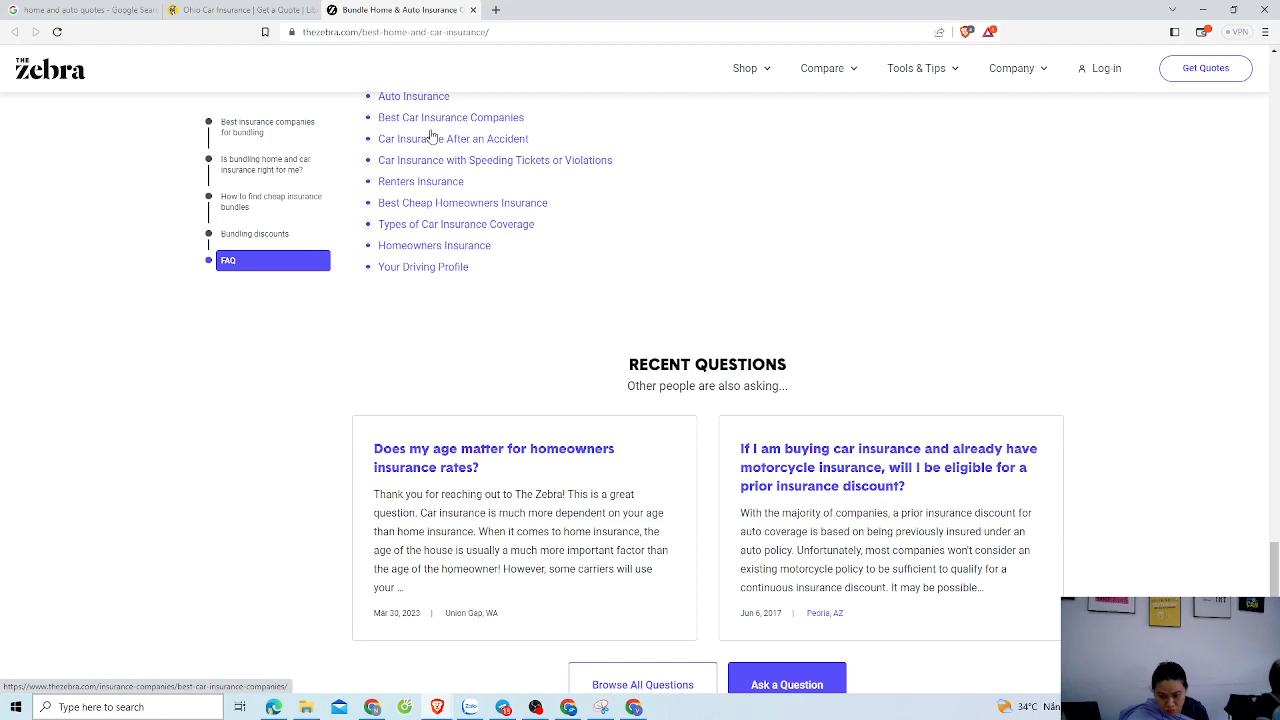 home and auto quotes - Google Sear
Ohio Car Insurance | Get a Quote | Lib
Bundle Home & Auto Insurance
thezebra.com/best-home-and-car-insurance/
VPN
THE
Zebra
Shop
Compare
Tools & Tips
Company
Log-in
Get Quotes
Best insurance companies
for bundling
Is bundling home and car
insurance right for me?
How to find cheap insurance
bundles
Bundling discounts
FAQ
Auto Insurance
Best Car Insurance Companies
Car Insurance After an Accident
Car Insurance with Speeding Tickets or Violations
Renters Insurance
Best Cheap Homeowners Insurance
Types of Car Insurance Coverage
Homeowners Insurance
Your Driving Profile
RECENT QUESTIONS
Other people are also asking...
Does my age matter for homeowners
insurance rates?
Thank you for reaching out to The Zebra! This is a great
question. Car insurance is much more dependent on your age
than home insurance. When it comes to home insurance, the
age of the house is usually a much more important factor than
the age of the homeowner! However, some carriers will use
your ...
Mar 30, 2023 | Union Gap, WA
If I am buying car insurance and already have
motorcycle insurance, will I be eligible for a
prior insurance discount?
With the majority of companies, a prior insurance discount for
auto coverage is based on being previously insured under an
auto policy. Unfortunately, most companies won't consider an
existing motorcycle policy to be sufficient to qualify for a
continuous insurance discount. It may be possible...
Jun 6, 2017 | Peoria, AZ
Browse All Questions
Ask a Question
https://www.thezebra.com/insurance-companies/best-car-insurance-companies/
Type here to search
Zalo
34°C